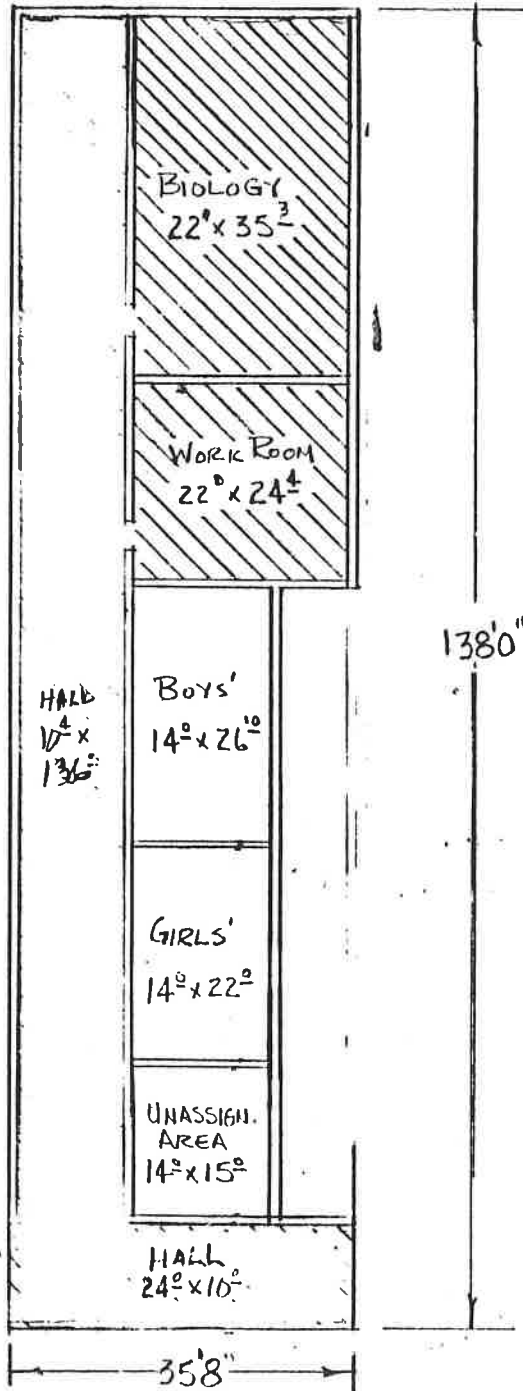 BIOLOGY
22⁰ x 35³
WORK ROOM
22⁰ x 24⁴
138'0"
HALL
10⁴ x
136⁰
BOYS'
14⁰ x 26¹⁰
GIRLS'
14⁰ x 22⁰
UNASSIGN.
AREA
14⁰ x 15⁰
HALL
24⁰ x 10⁰
35'8"